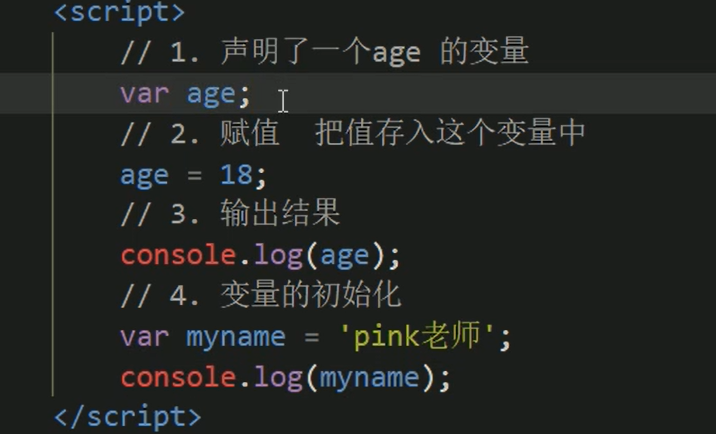 <script>
// 1. 声明了一个age 的变量
var age;
// 2. 赋值  把值存入这个变量中
age = 18;
// 3. 输出结果
console.log(age);
// 4. 变量的初始化
var myname = 'pink老师';
console.log(myname);
</script>